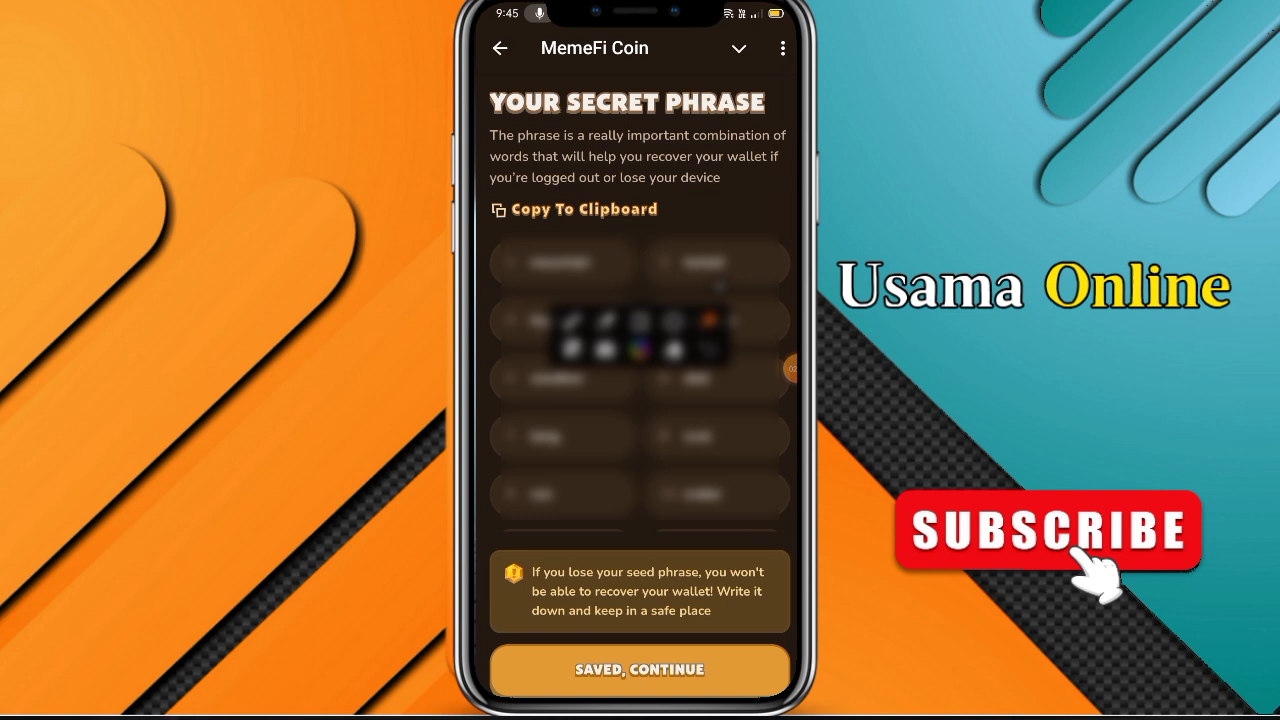 9:45
MemeFi Coin
YOUR SECRET PHRASE
The phrase is a really important combination of
words that will help you recover your wallet if
you're logged out or lose your device
Copy To Clipboard
02
Usama Online
SUBSCRIBE
If you lose your seed phrase, you won't
be able to recover your wallet! Write it
down and keep in a safe place
SAVED, CONTINUE